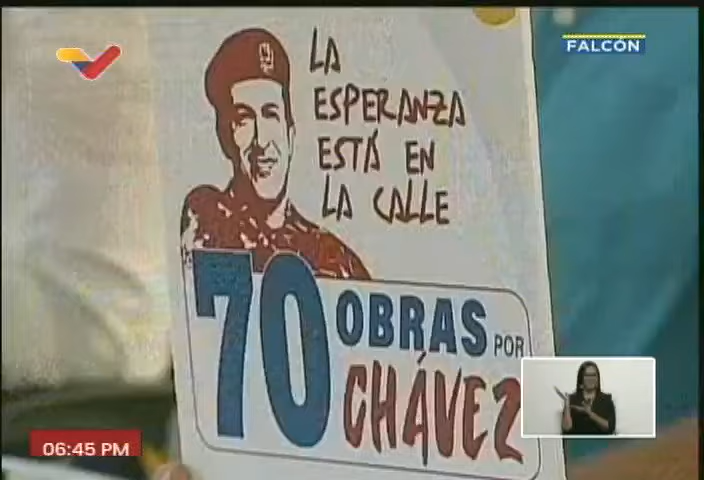 FALCÓN
LA
ESPERANZA
ESTÁ EN
LA CALLE
70 OBRAS POR
CHÁVEZ
06:45 PM